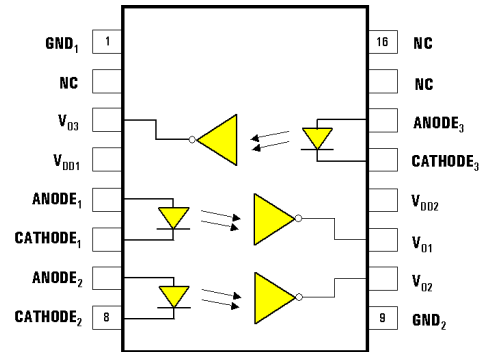 GND1 1 16 NC
NC NC
VO3 ANODE3
VDD1 CATHODE3
ANODE1 VDD2
CATHODE1 VO1
ANODE2 VO2
CATHODE2 8 9 GND2